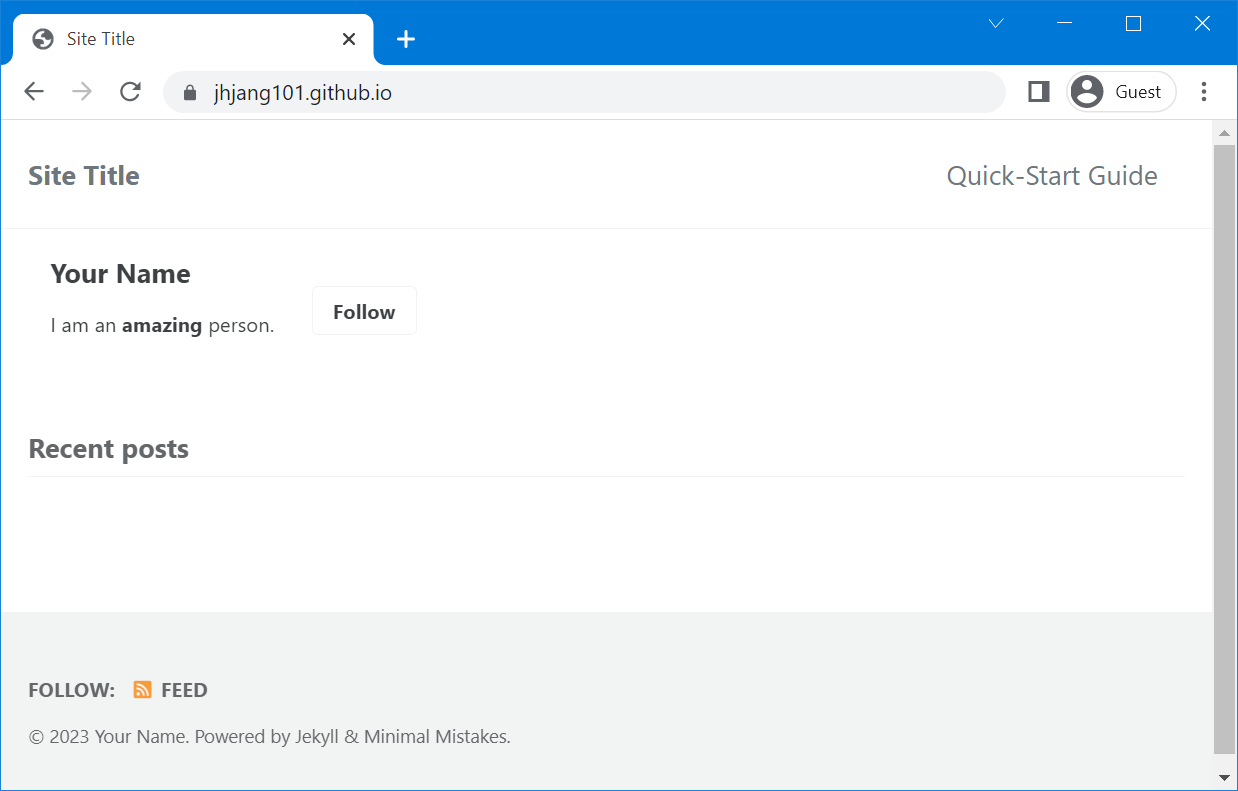 Site Title
jhjang101.github.io
Guest
Site Title
Quick-Start Guide
Your Name
I am an amazing person.
Follow
Recent posts
FOLLOW: FEED
© 2023 Your Name. Powered by Jekyll & Minimal Mistakes.